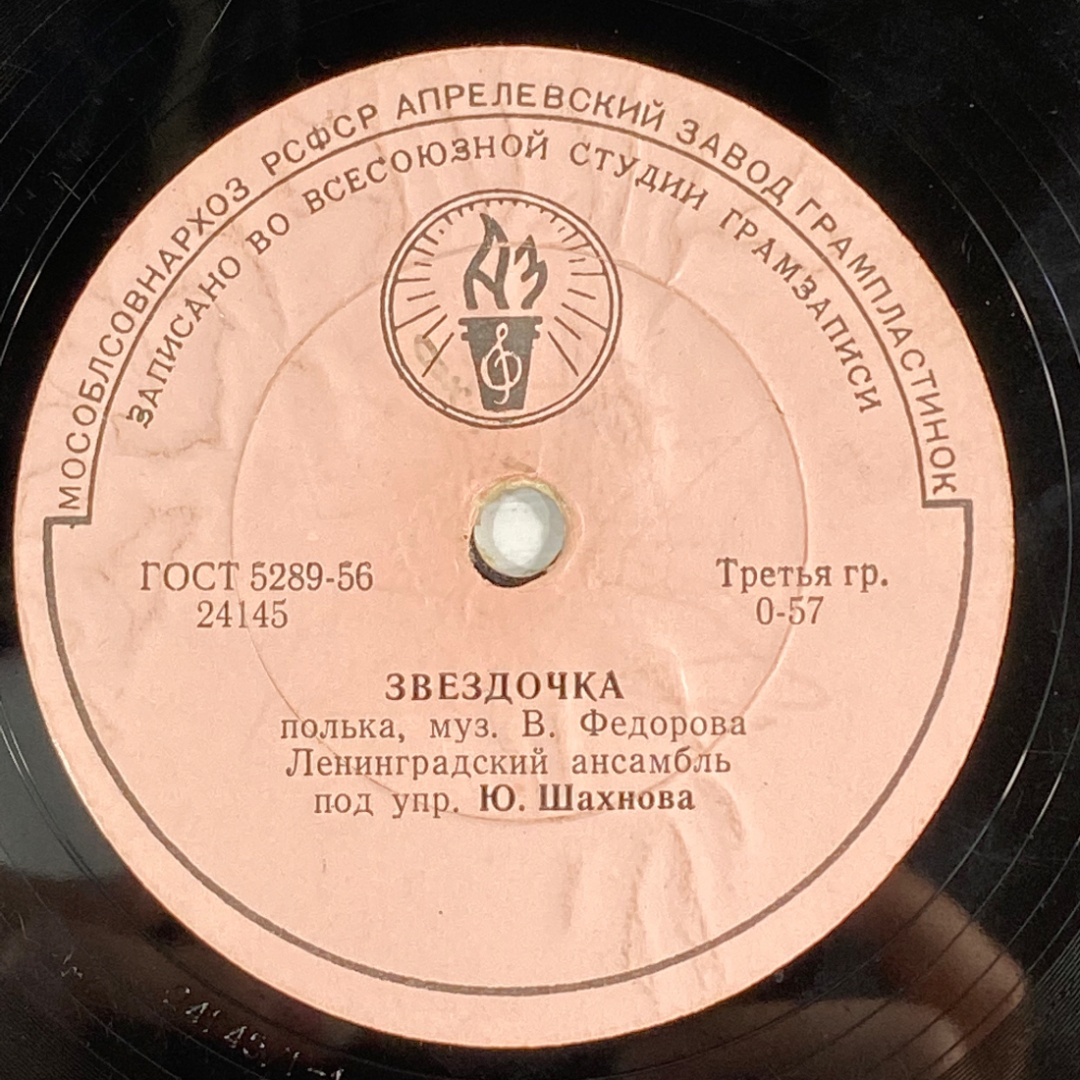 МОСОБЛСОВНАРХОЗ РСФСР АПРЕЛЕВСКИЙ ЗАВОД ГРАМПЛАСТИНОК
ЗАПИСАНО ВО ВСЕСОЮЗНОЙ СТУДИИ ГРАМЗАПИСИ
АЗ
ГОСТ 5289-56
24145
Третья гр.
0-57
ЗВЕЗДОЧКА
полька, муз. В. Федорова
Ленинградский ансамбль
под упр. Ю. Шахнова